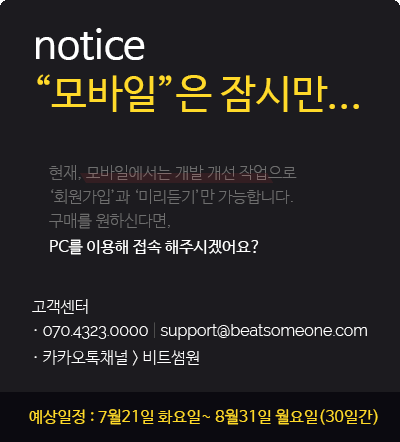 notice
“모바일”은 잠시만...
현재, 모바일에서는 개발 개선 작업으로
‘회원가입’과 ‘미리듣기’만 가능합니다.
구매를 원하신다면,
PC를 이용해 접속 해주시겠어요?
고객센터
· 070.4323.0000 | support@beatsomeone.com
· 카카오톡채널 > 비트썸원
예상일정 : 7월21일 화요일~ 8월31일 월요일(30일간)